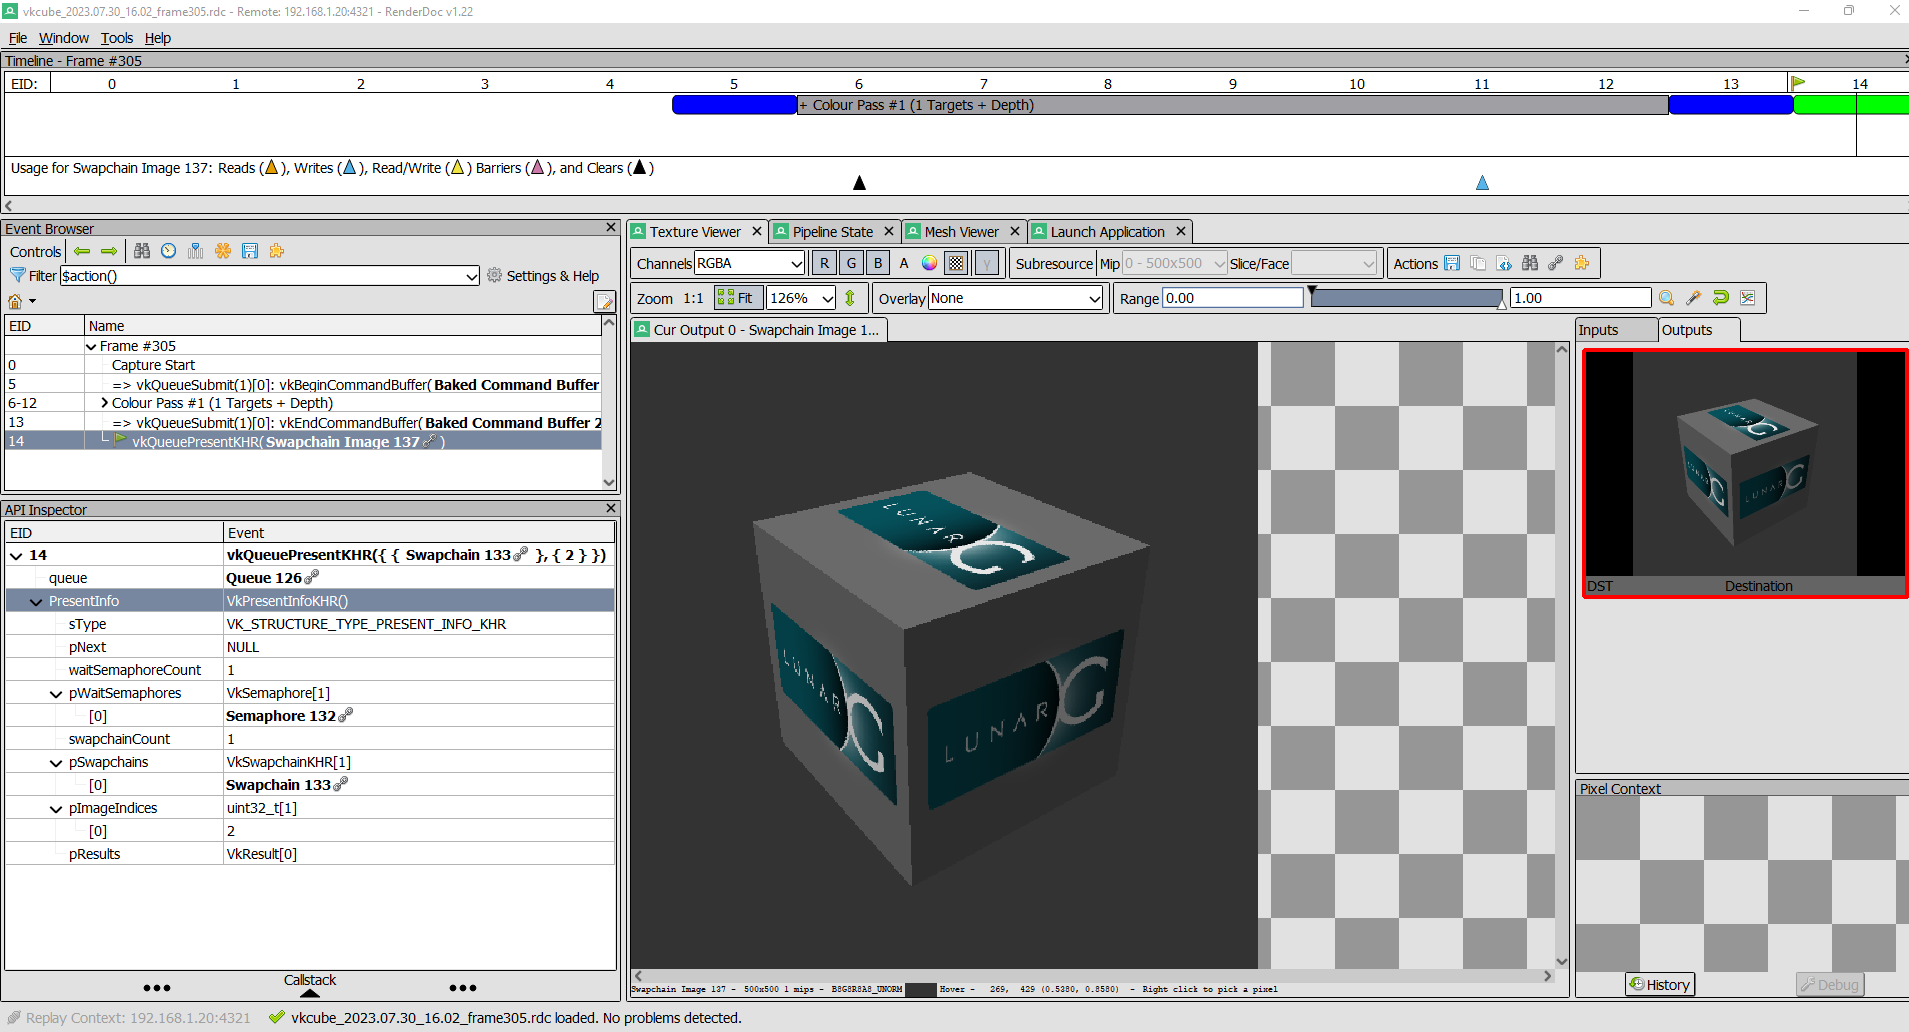 vkcube_2023.07.30_16.02_frame305.rdc - Remote: 192.168.1.20:4321 - RenderDoc v1.22
File Window Tools Help
Timeline - Frame #305
EID: 0 1 2 3 4 5 6 7 8 9 10 11 12 13 14
+ Colour Pass #1 (1 Targets + Depth)
Usage for Swapchain Image 137: Reads ( ), Writes ( ), Read/Write ( ) Barriers ( ), and Clears ( )
Event Browser
Controls
Filter $action() Settings & Help
EID Name
Frame #305
0 Capture Start
5 => vkQueueSubmit(1)[0]: vkBeginCommandBuffer( Baked Command Buffer
6-12 Colour Pass #1 (1 Targets + Depth)
13 => vkQueueSubmit(1)[0]: vkEndCommandBuffer( Baked Command Buffer 2
14 vkQueuePresentKHR( Swapchain Image 137 )
API Inspector
EID Event
14 vkQueuePresentKHR({ { Swapchain 133 }, { 2 } })
queue Queue 126
PresentInfo VkPresentInfoKHR()
sType VK_STRUCTURE_TYPE_PRESENT_INFO_KHR
pNext NULL
waitSemaphoreCount 1
pWaitSemaphores VkSemaphore[1]
[0] Semaphore 132
swapchainCount 1
pSwapchains VkSwapchainKHR[1]
[0] Swapchain 133
pImageIndices uint32_t[1]
[0] 2
pResults VkResult[0]
Callstack
Texture Viewer Pipeline State Mesh Viewer Launch Application
Channels RGBA R G B A γ Subresource Mip 0 - 500x500 Slice/Face Actions
Zoom 1:1 Fit 126% Overlay None Range 0.00 1.00
Cur Output 0 - Swapchain Image 1...
LUNARG
LUNARG
LUNARG
Swapchain Image 137 - 500x500 1 mips - B8G8R8A8_UNORM Hover - 269, 429 (0.5380, 0.8580) - Right click to pick a pixel
Inputs Outputs
LUNARG
LUNARG
LUNARG
DST Destination
Pixel Context
History Debug
Replay Context: 192.168.1.20:4321 vkcube_2023.07.30_16.02_frame305.rdc loaded. No problems detected.